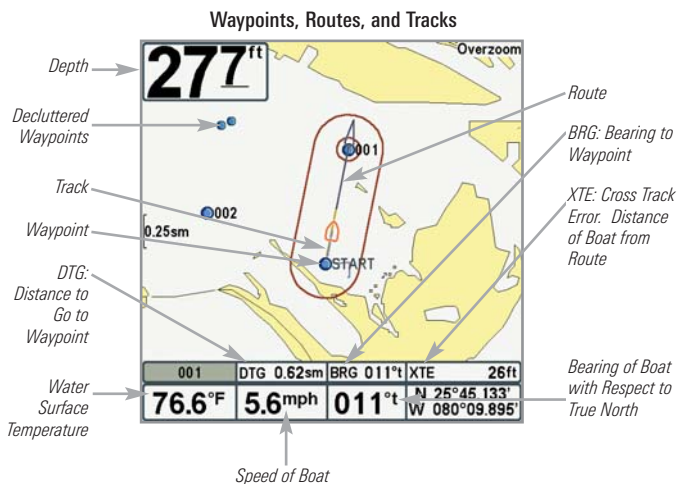 Waypoints, Routes, and Tracks
Depth
277 ft
Overzoom
Decluttered
Waypoints
Route
001
BRG: Bearing to
Waypoint
Track
002
XTE: Cross Track
Error. Distance
of Boat from
Route
Waypoint
0.25sm
START
DTG:
Distance to
Go to
Waypoint
001
DTG 0.62sm
BRG 011°t
XTE 26ft
76.6°F
5.6mph
011°t
N 25°45.133'
W 080°09.895'
Water
Surface
Temperature
Bearing of Boat
with Respect to
True North
Speed of Boat